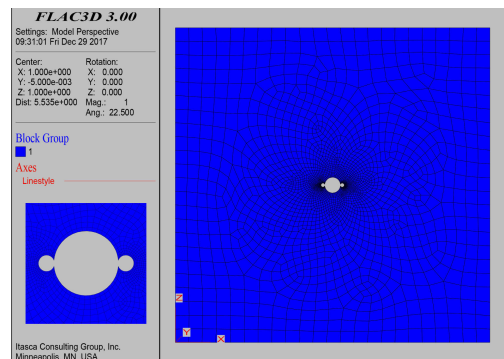 FLAC3D 3.00
Settings: Model Perspective
09:31:01 Fri Dec 29 2017
Center: Rotation:
X: 1.000e+000 X: 0.000
Y: -5.000e-003 Y: 0.000
Z: 1.000e+000 Z: 0.000
Dist: 5.535e+000 Mag.: 1
Ang.: 22.500
Block Group
1
Axes
Linestyle
Z
Y
X
Itasca Consulting Group, Inc.
Minneapolis, MN USA